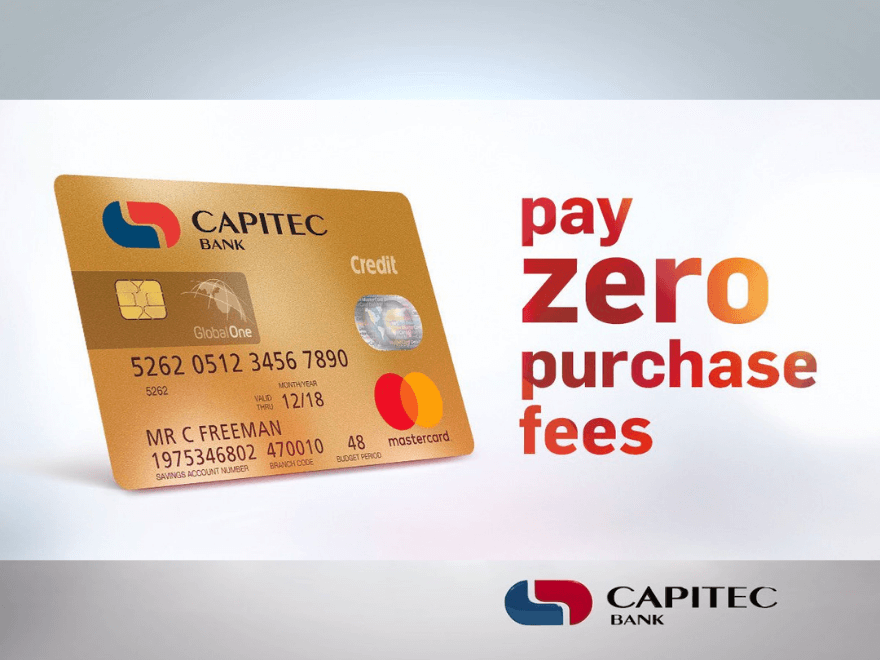 CAPITEC
BANK
Credit
GlobalOne
5262 0512 3456 7890
5262
MONTH/YEAR
VALID
THRU
12/18
MR C FREEMAN
1975346802 470010 48
SAVINGS ACCOUNT NUMBER BRANCH CODE BUDGET PERIOD
mastercard
pay
zero
purchase
fees
CAPITEC
BANK